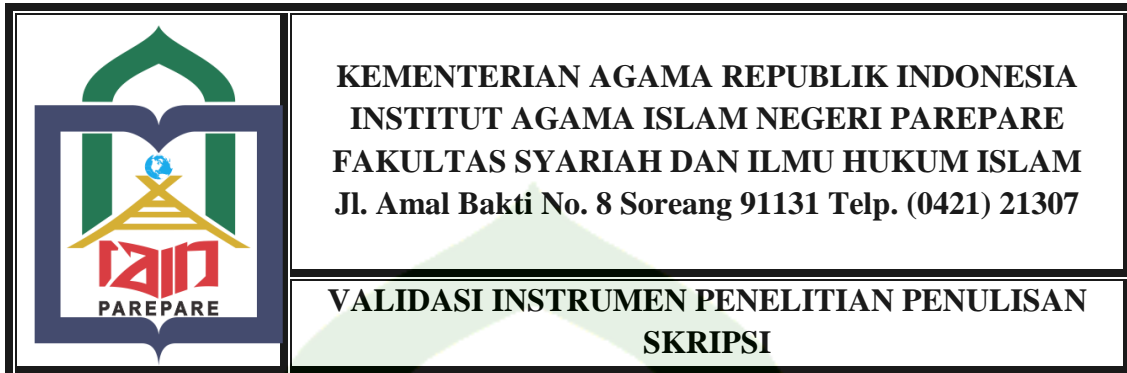 iain
PAREPARE
KEMENTERIAN AGAMA REPUBLIK INDONESIA
INSTITUT AGAMA ISLAM NEGERI PAREPARE
FAKULTAS SYARIAH DAN ILMU HUKUM ISLAM
Jl. Amal Bakti No. 8 Soreang 91131 Telp. (0421) 21307
VALIDASI INSTRUMEN PENELITIAN PENULISAN
SKRIPSI